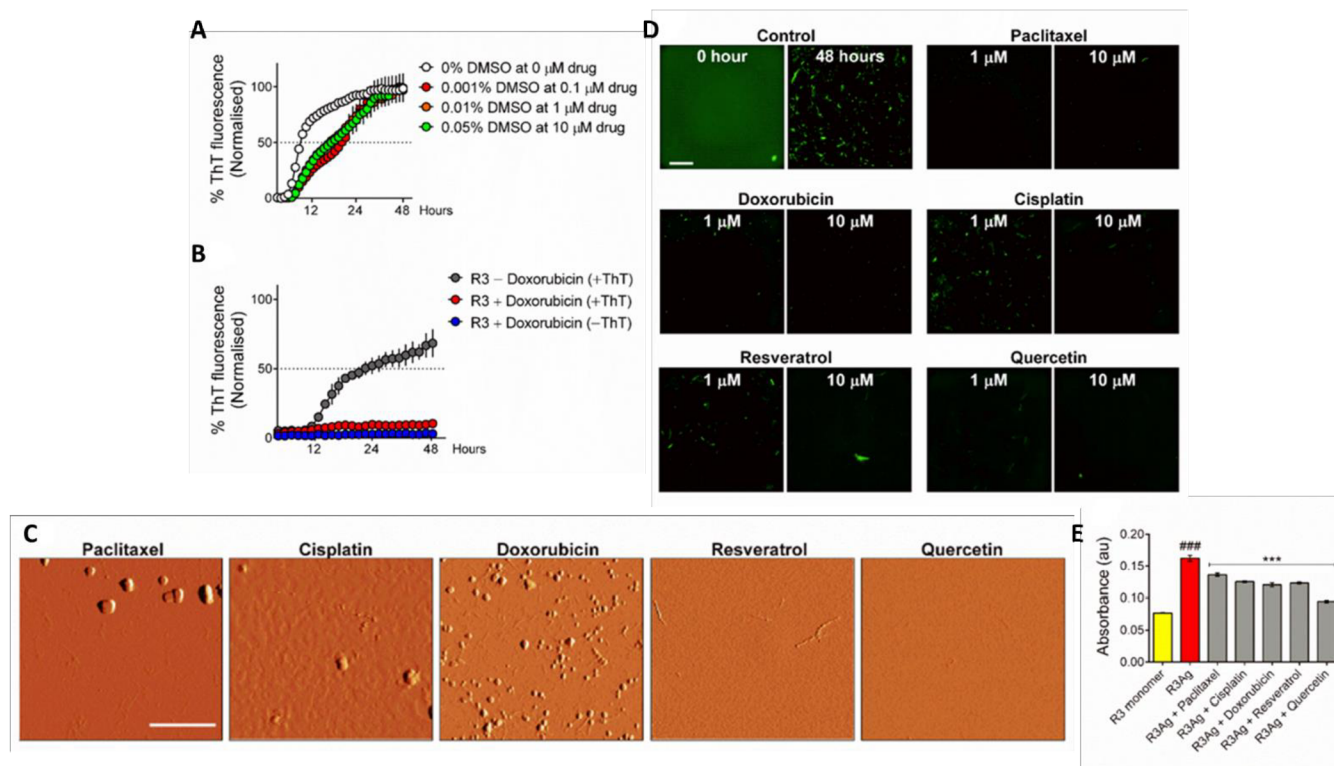 A
% ThT fluorescence
(Normalised)
100
50
0
12
24
48
Hours
0% DMSO at 0 μM drug
0.001% DMSO at 0.1 μM drug
0.01% DMSO at 1 μM drug
0.05% DMSO at 10 μM drug
B
% ThT fluorescence
(Normalised)
100
50
0
12
24
48
Hours
R3 − Doxorubicin (+ThT)
R3 + Doxorubicin (+ThT)
R3 + Doxorubicin (−ThT)
D
Control
0 hour
48 hours
Paclitaxel
1 μM
10 μM
Doxorubicin
1 μM
10 μM
Cisplatin
1 μM
10 μM
Resveratrol
1 μM
10 μM
Quercetin
1 μM
10 μM
C
Paclitaxel
Cisplatin
Doxorubicin
Resveratrol
Quercetin
E
Absorbance (au)
0.20
0.15
0.10
0.05
0.00
###
***
R3 monomer
R3Ag
R3Ag + Paclitaxel
R3Ag + Cisplatin
R3Ag + Doxorubicin
R3Ag + Resveratrol
R3Ag + Quercetin